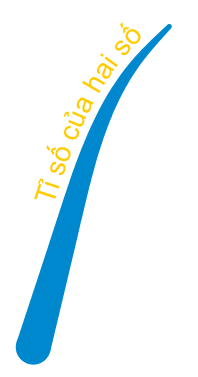 Tỉ số của hai số